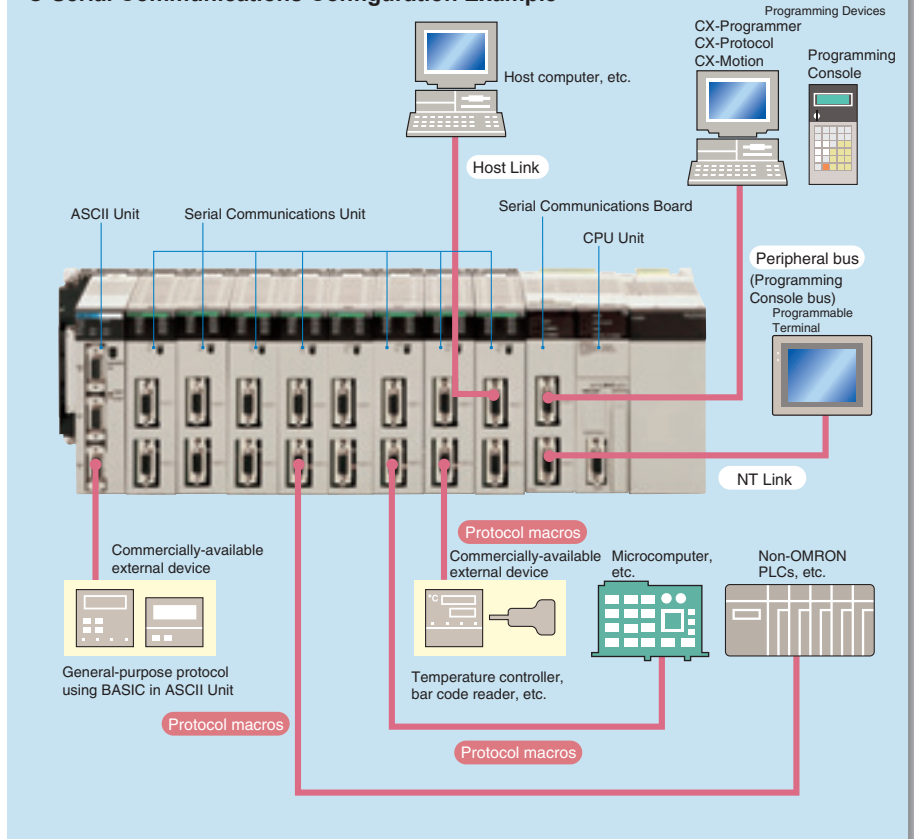 Serial Communications Configuration Example
Programming Devices
CX-Programmer
CX-Protocol
CX-Motion
Programming
Console
Host computer, etc.
Host Link
ASCII Unit
Serial Communications Unit
Serial Communications Board
CPU Unit
Peripheral bus
(Programming
Console bus)
Programmable
Terminal
NT Link
Protocol macros
Commercially-available
external device
Commercially-available
external device
Microcomputer,
etc.
Non-OMRON
PLCs, etc.
°C
General-purpose protocol
using BASIC in ASCII Unit
Temperature controller,
bar code reader, etc.
Protocol macros
Protocol macros